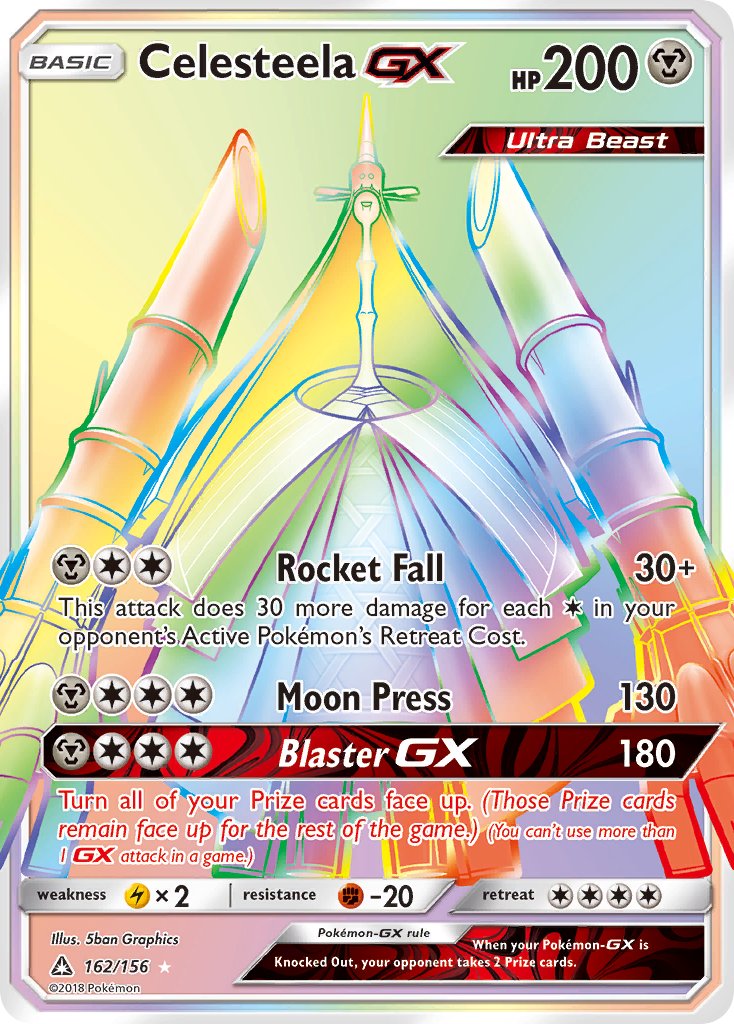 BASIC Celesteela GX HP 200
Ultra Beast
Rocket Fall 30+
This attack does 30 more damage for each in your
opponent's Active Pokémon's Retreat Cost.
Moon Press 130
Blaster GX 180
Turn all of your Prize cards face up. (Those Prize cards
remain face up for the rest of the game.) (You can't use more than
1 GX attack in a game.)
weakness × 2 resistance -20 retreat
Illus. 5ban Graphics
Pokémon-GX rule
When your Pokémon-GX is
Knocked Out, your opponent takes 2 Prize cards.
162/156
©2018 Pokémon